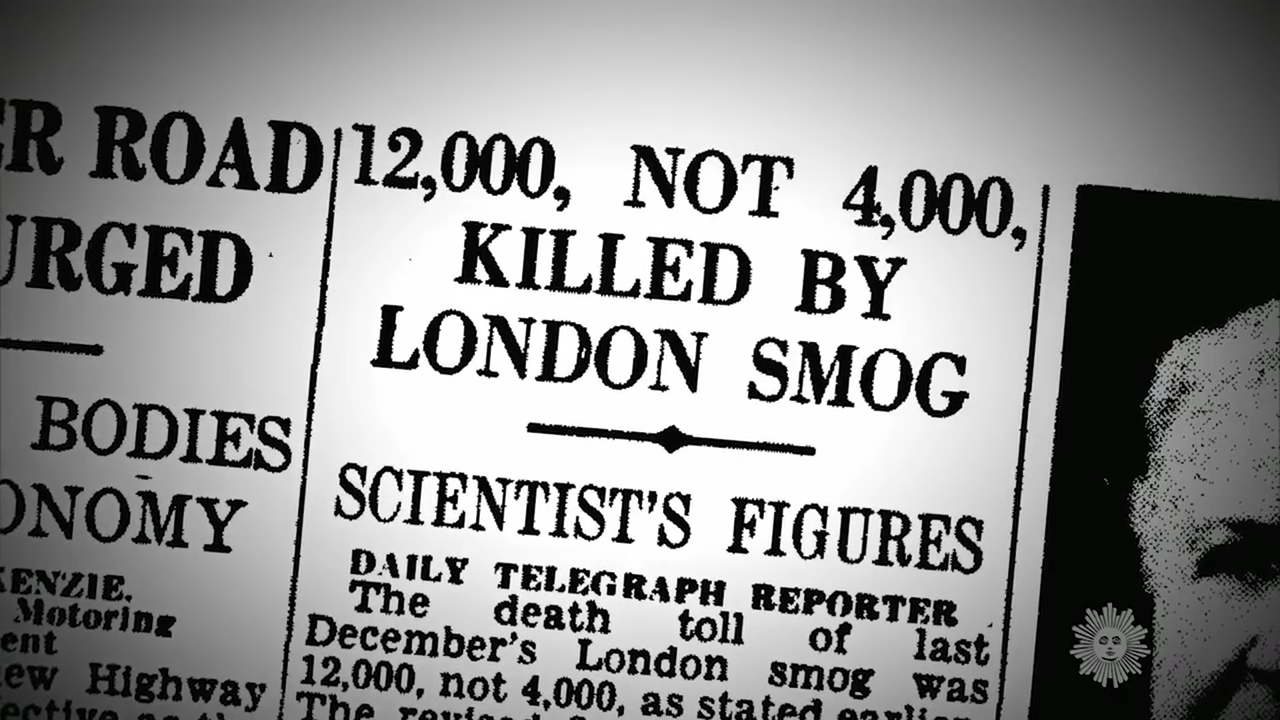 ER ROAD
URGED
BODIES
ONOMY
KENZIE,
Motoring
ent
ew Highway
12,000, NOT 4,000,
KILLED BY
LONDON SMOG
SCIENTIST'S FIGURES
DAILY TELEGRAPH REPORTER
The death toll of last
December's London smog was
12,000, not 4,000, as stated earlier.
The revised